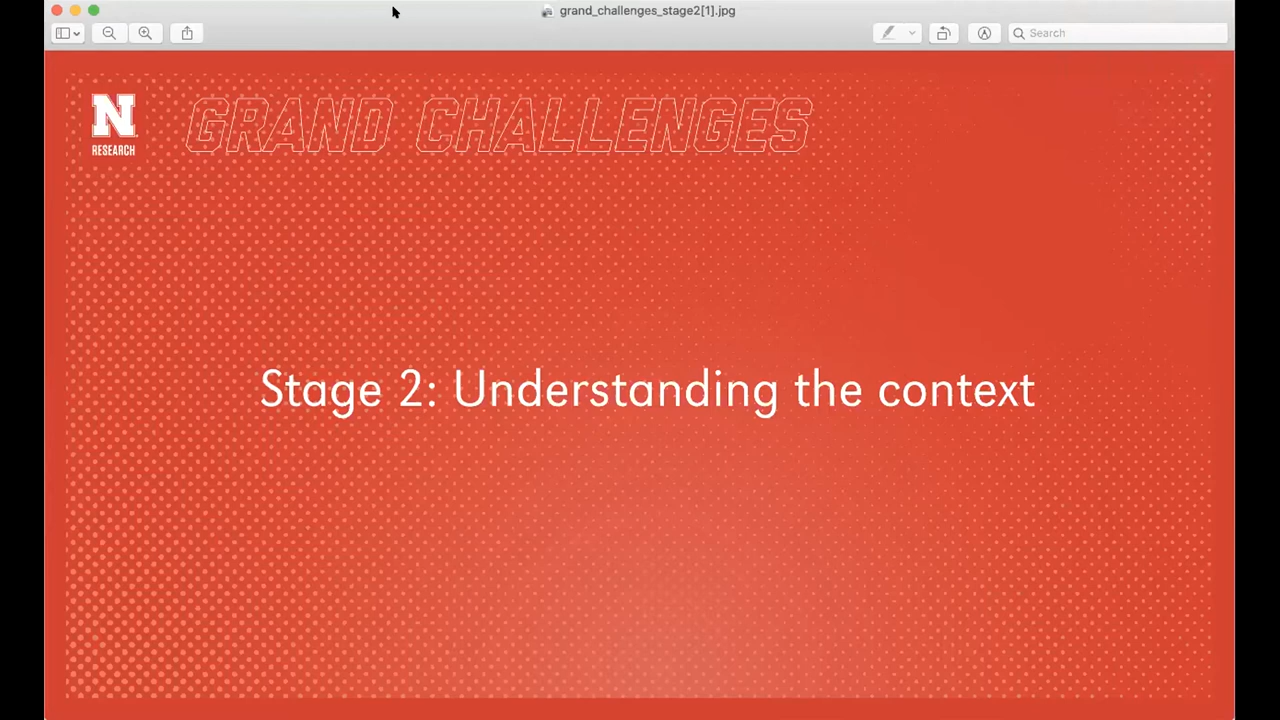 grand_challenges_stage2[1].jpg
Search
N
RESEARCH
GRAND CHALLENGES
Stage 2: Understanding the context